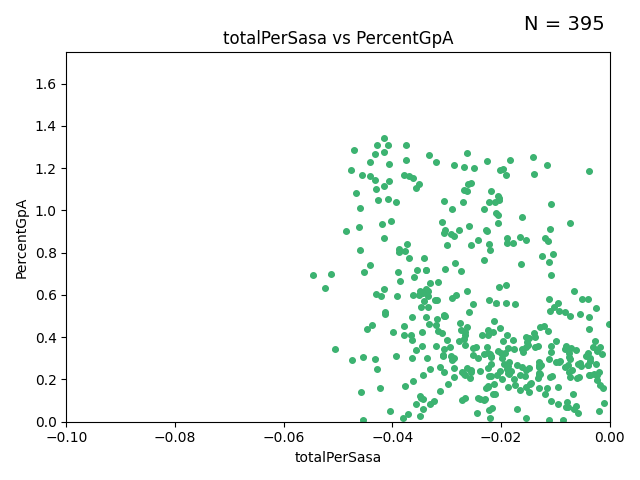 N = 395
totalPerSasa vs PercentGpA
PercentGpA
1.6
1.4
1.2
1.0
0.8
0.6
0.4
0.2
0.0
−0.10 −0.08 −0.06 −0.04 −0.02 0.00
totalPerSasa